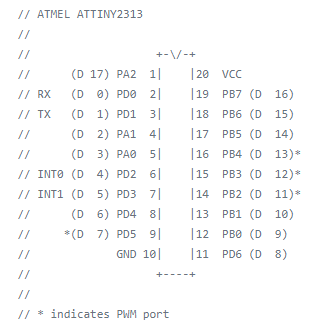 // ATMEL ATTINY2313
//
//                   +-\/-+
//      (D 17) PA2  1|    |20  VCC
// RX   (D  0) PD0  2|    |19  PB7 (D  16)
// TX   (D  1) PD1  3|    |18  PB6 (D  15)
//      (D  2) PA1  4|    |17  PB5 (D  14)
//      (D  3) PA0  5|    |16  PB4 (D  13)*
// INT0 (D  4) PD2  6|    |15  PB3 (D  12)*
// INT1 (D  5) PD3  7|    |14  PB2 (D  11)*
//      (D  6) PD4  8|    |13  PB1 (D  10)
//     *(D  7) PD5  9|    |12  PB0 (D  9)
//             GND 10|    |11  PD6 (D  8)
//                   +----+
//
// * indicates PWM port